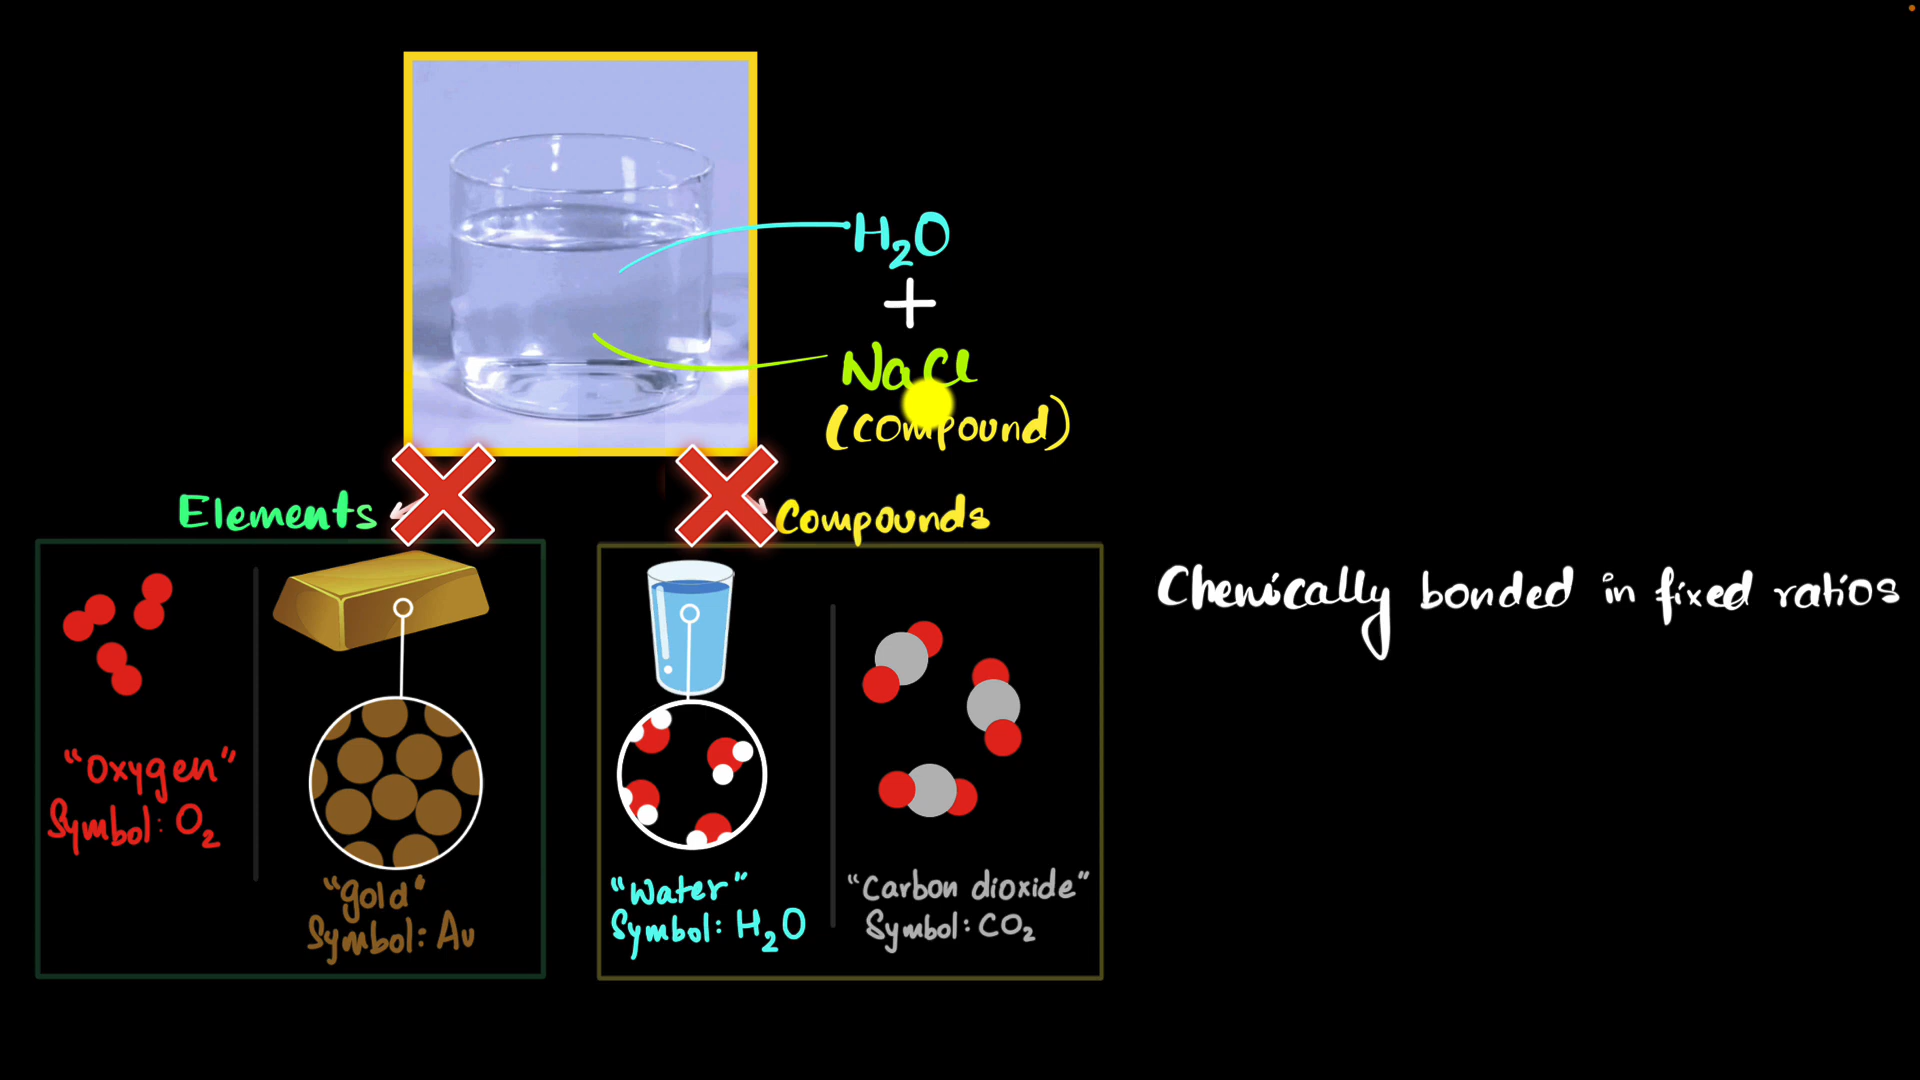 H₂O
+
NaCl
(compound)
Elements
Compounds
Chemically bonded in fixed ratios
"Oxygen"
Symbol: O₂
"gold"
Symbol: Au
"Water"
Symbol: H₂O
"Carbon dioxide"
Symbol: CO₂